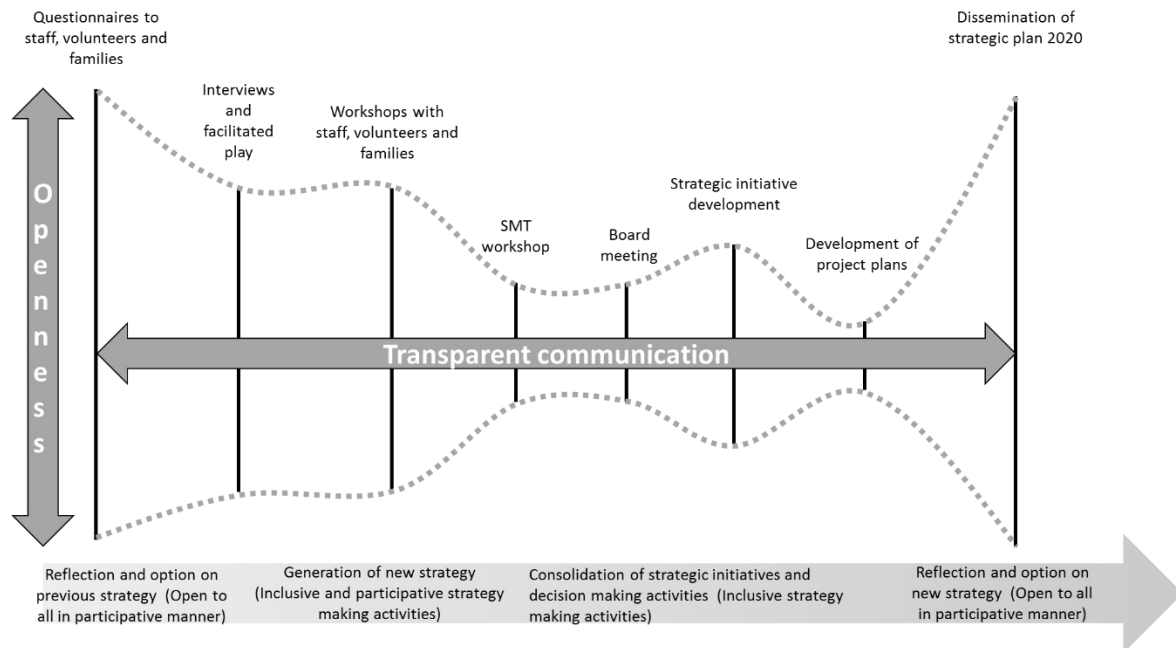 Questionnaires to
staff, volunteers and
families
Dissemination of
strategic plan 2020
Interviews
and
facilitated
play
Workshops with
staff, volunteers and
families
Strategic initiative
development
SMT
workshop
Board
meeting
Development of
project plans
Openness
Transparent communication
Reflection and option on
previous strategy (Open to
all in participative manner)
Generation of new strategy
(Inclusive and participative strategy
making activities)
Consolidation of strategic initiatives and
decision making activities (Inclusive strategy
making activities)
Reflection and option on
new strategy (Open to all
in participative manner)